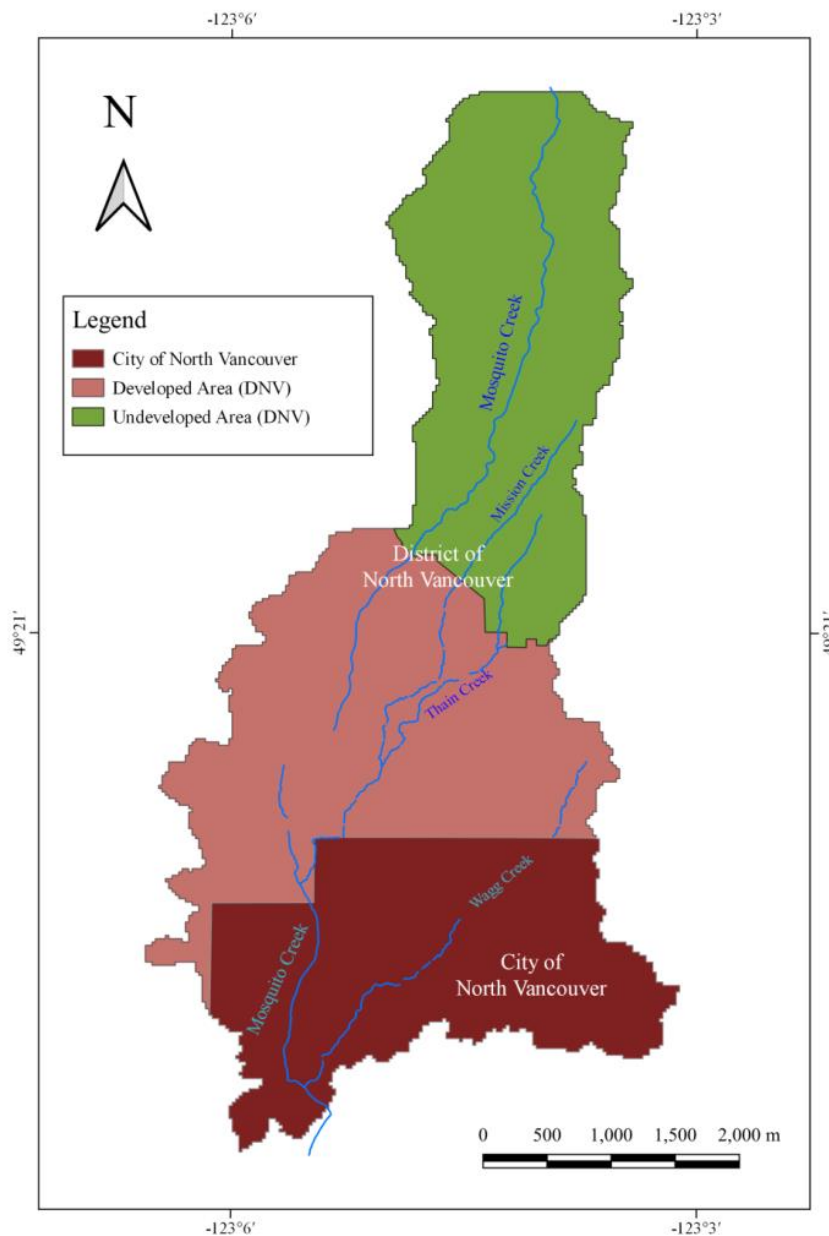 -123°6′
-123°3′
N
Legend
City of North Vancouver
Developed Area (DNV)
Undeveloped Area (DNV)
Mosquito Creek
Mission Creek
District of
North Vancouver
49°21′
49°21′
Thain Creek
Wagg Creek
Mosquito Creek
City of
North Vancouver
0 500 1,000 1,500 2,000 m
-123°6′
-123°3′